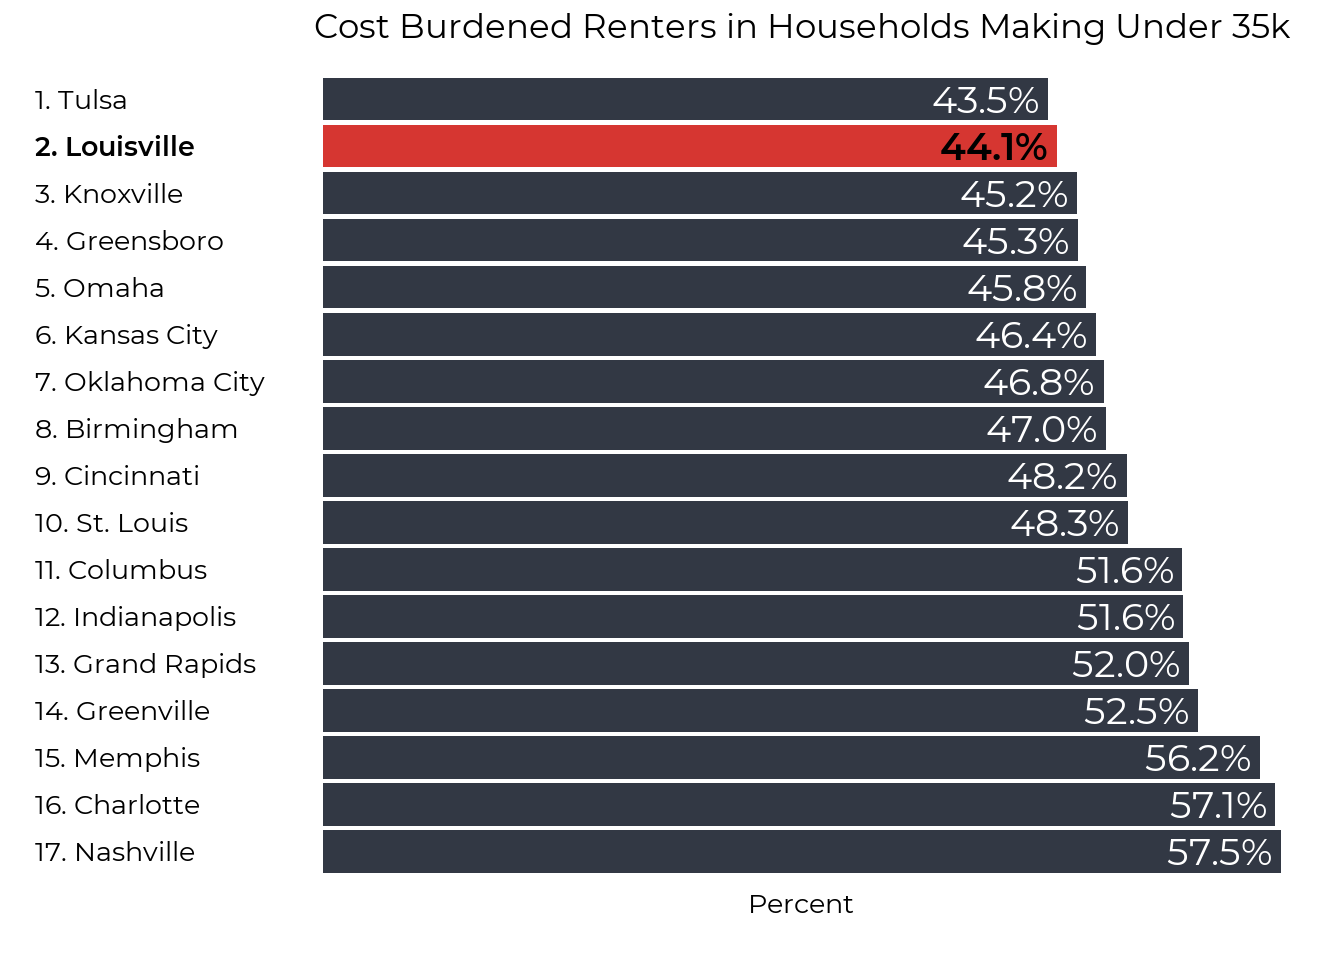 Cost Burdened Renters in Households Making Under 35k
1. Tulsa 43.5%
2. Louisville 44.1%
3. Knoxville 45.2%
4. Greensboro 45.3%
5. Omaha 45.8%
6. Kansas City 46.4%
7. Oklahoma City 46.8%
8. Birmingham 47.0%
9. Cincinnati 48.2%
10. St. Louis 48.3%
11. Columbus 51.6%
12. Indianapolis 51.6%
13. Grand Rapids 52.0%
14. Greenville 52.5%
15. Memphis 56.2%
16. Charlotte 57.1%
17. Nashville 57.5%
Percent